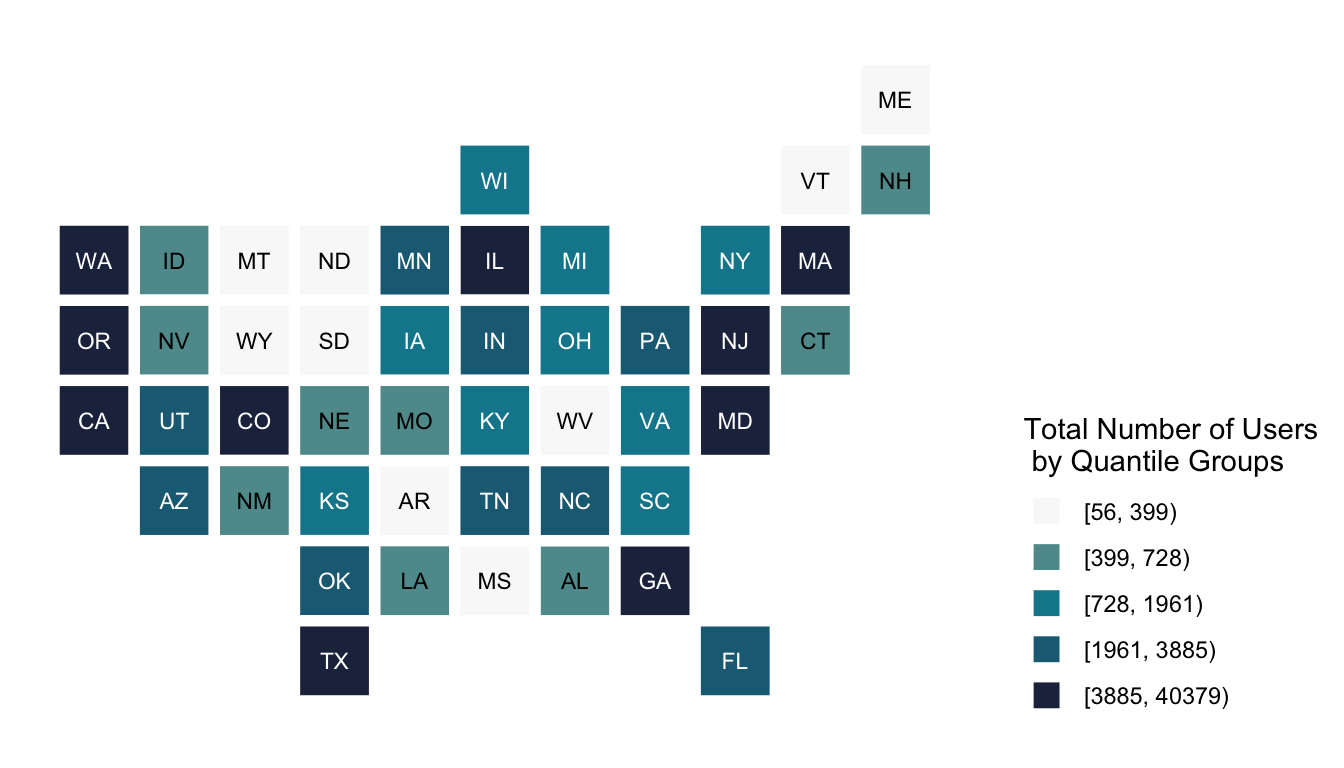 ME
WI
VT
NH
WA
ID
MT
ND
MN
IL
MI
NY
MA
OR
NV
WY
SD
IA
IN
OH
PA
NJ
CT
CA
UT
CO
NE
MO
KY
WV
VA
MD
AZ
NM
KS
AR
TN
NC
SC
OK
LA
MS
AL
GA
TX
FL
Total Number of Users
by Quantile Groups
[56, 399)
[399, 728)
[728, 1961)
[1961, 3885)
[3885, 40379)